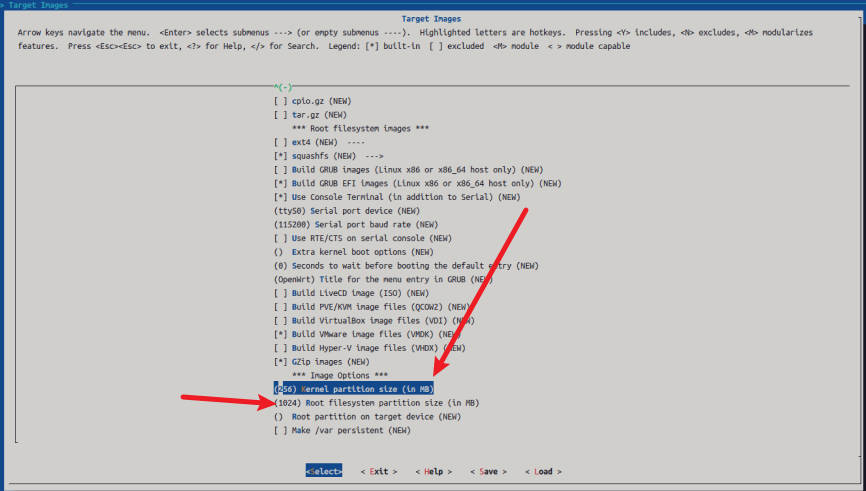 > Target Images
Target Images
Arrow keys navigate the menu.  <Enter> selects submenus ---> (or empty submenus ----).  Highlighted letters are hotkeys.  Pressing <Y> includes, <N> excludes, <M> modularizes
features.  Press <Esc><Esc> to exit, <?> for Help, </> for Search.  Legend: [*] built-in  [ ] excluded  <M> module  < > module capable
^(-)
[ ] cpio.gz (NEW)
[ ] tar.gz (NEW)
*** Root filesystem images ***
[ ] ext4 (NEW)  ----
[*] squashfs (NEW)  --->
[ ] Build GRUB images (Linux x86 or x86_64 host only) (NEW)
[*] Build GRUB EFI images (Linux x86 or x86_64 host only) (NEW)
[*] Use Console Terminal (in addition to Serial) (NEW)
(ttyS0) Serial port device (NEW)
(115200) Serial port baud rate (NEW)
[ ] Use RTE/CTS on serial console (NEW)
()  Extra kernel boot options (NEW)
(0) Seconds to wait before booting the default entry (NEW)
(OpenWrt) Title for the menu entry in GRUB (NEW)
[ ] Build LiveCD image (ISO) (NEW)
[ ] Build PVE/KVM image files (QCOW2) (NEW)
[ ] Build VirtualBox image files (VDI) (NEW)
[*] Build VMware image files (VMDK) (NEW)
[ ] Build Hyper-V image files (VHDX) (NEW)
[*] GZip images (NEW)
*** Image Options ***
(256) Kernel partition size (in MB)
(1024) Root filesystem partition size (in MB)
()  Root partition on target device (NEW)
[ ] Make /var persistent (NEW)
<Select>    < Exit >    < Help >    < Save >    < Load >